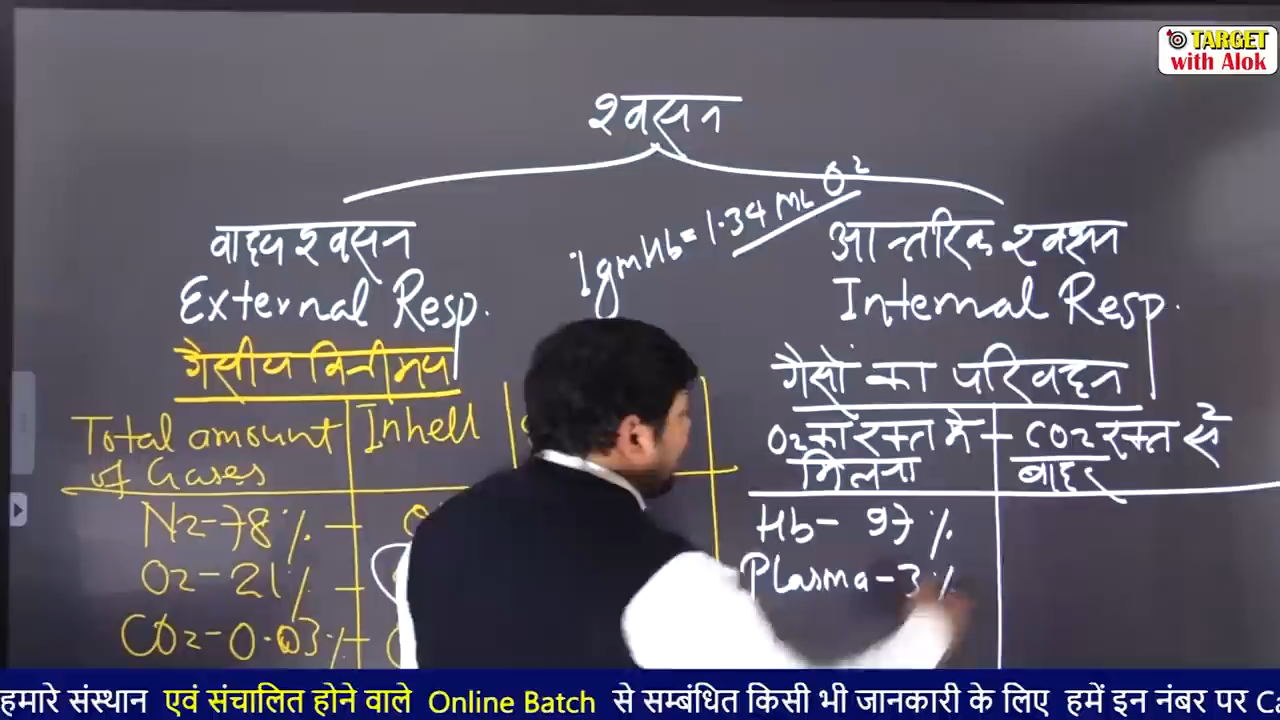 TARGET
with Alok
श्वसन
1gmHb = 1.34 ML O²
वाह्य श्वसन
External Resp.
गैसीय विनीमय
Total amount of Gases
Inhell
N2-78%-
O2-21%-
CO2-0.03%-
आन्तरिक श्वसन
Internal Resp.
गैसों का परिवहन
O2 को रक्त मे मिलना
CO2 रक्त से बाहर
2
Hb- 97%
Plasma-3%
हमारे संस्थान एवं संचालित होने वाले Online Batch से सम्बंधित किसी भी जानकारी के लिए हमें इन नंबर पर